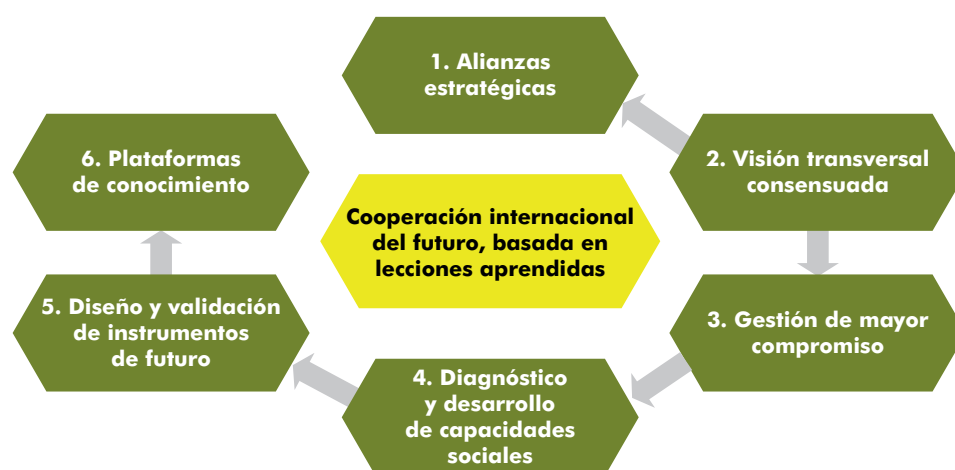 1. Alianzas
estratégicas
2. Visión transversal
consensuada
3. Gestión de mayor
compromiso
4. Diagnóstico
y desarrollo
de capacidades
sociales
5. Diseño y validación
de instrumentos
de futuro
6. Plataformas
de conocimiento
Cooperación internacional
del futuro, basada en
lecciones aprendidas